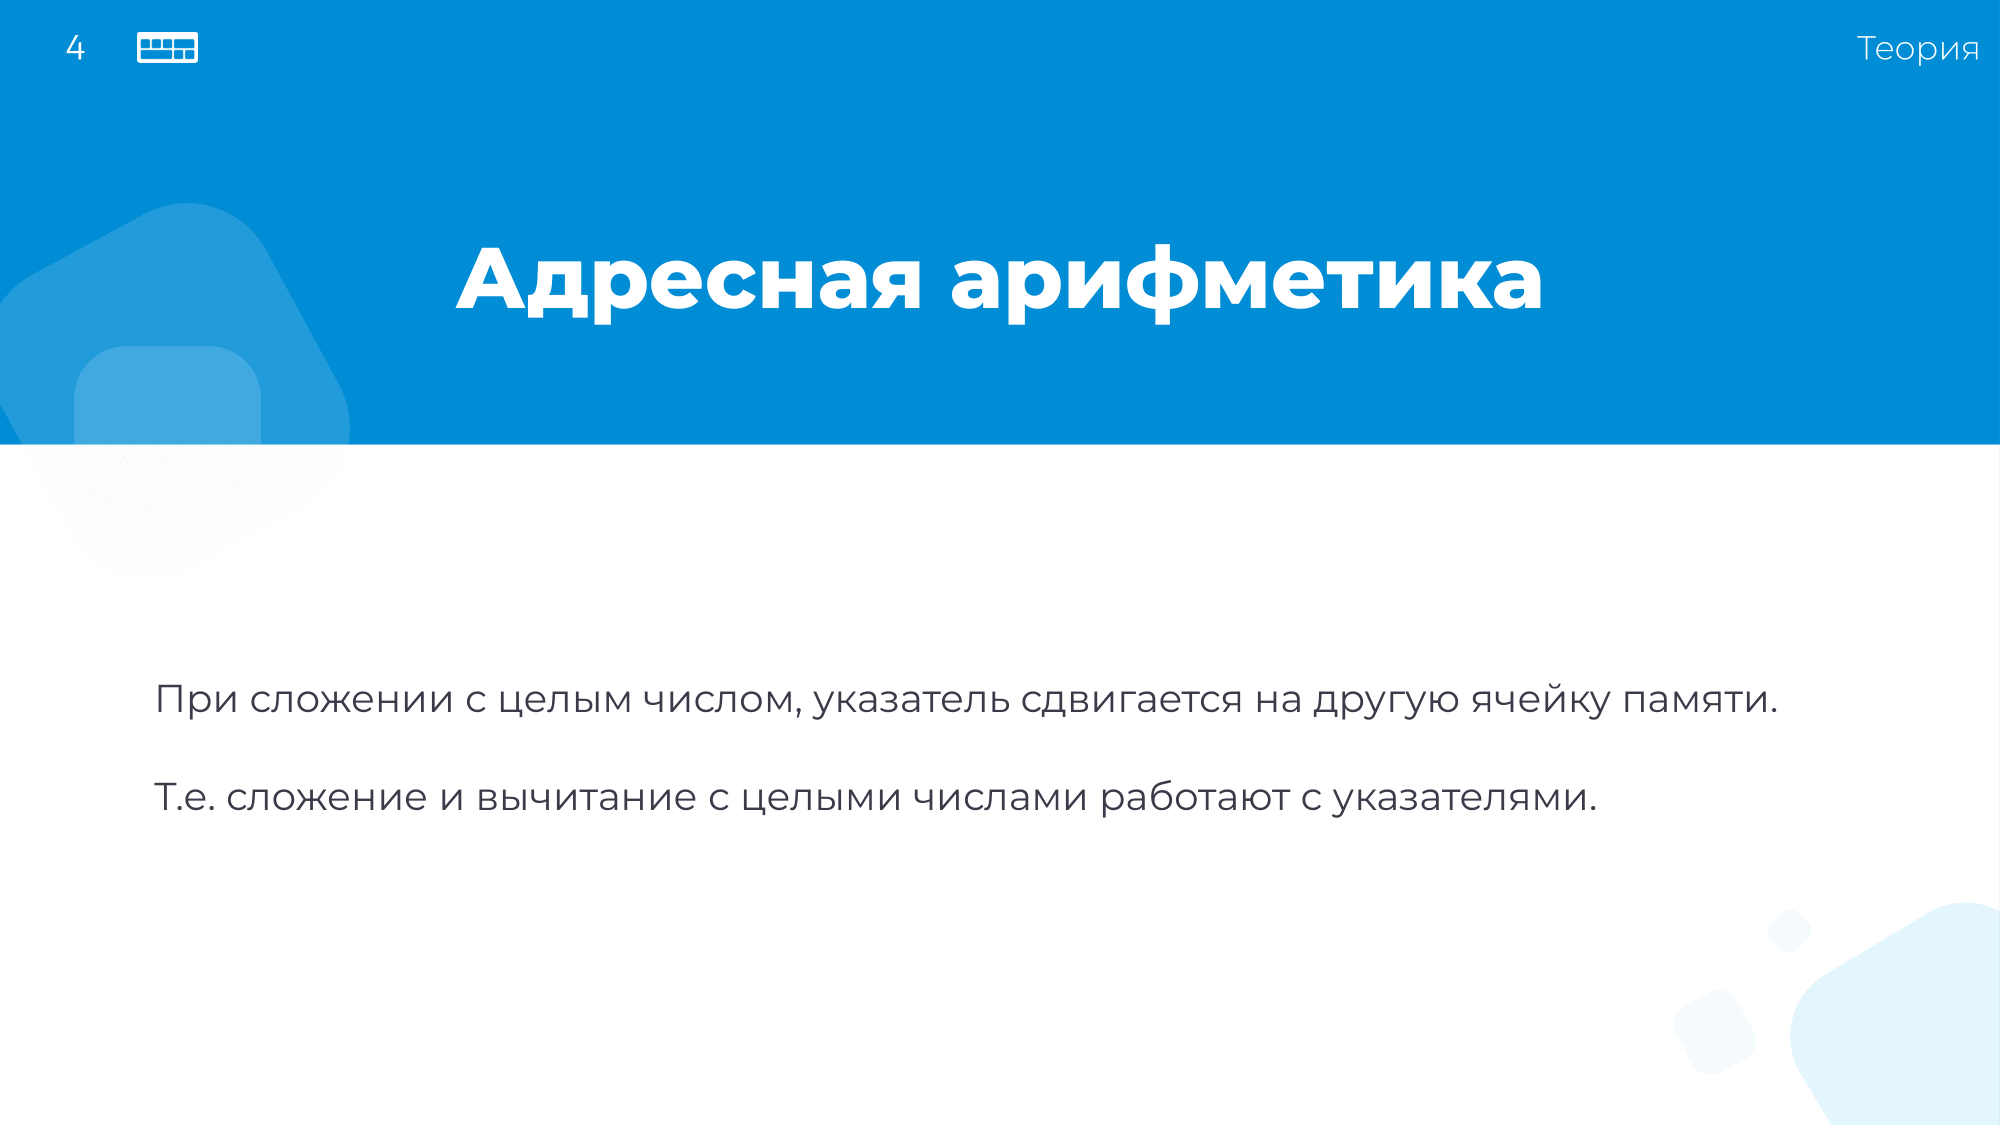 4
Теория
Адресная арифметика
При сложении с целым числом, указатель сдвигается на другую ячейку памяти.
Т.е. сложение и вычитание с целыми числами работают с указателями.